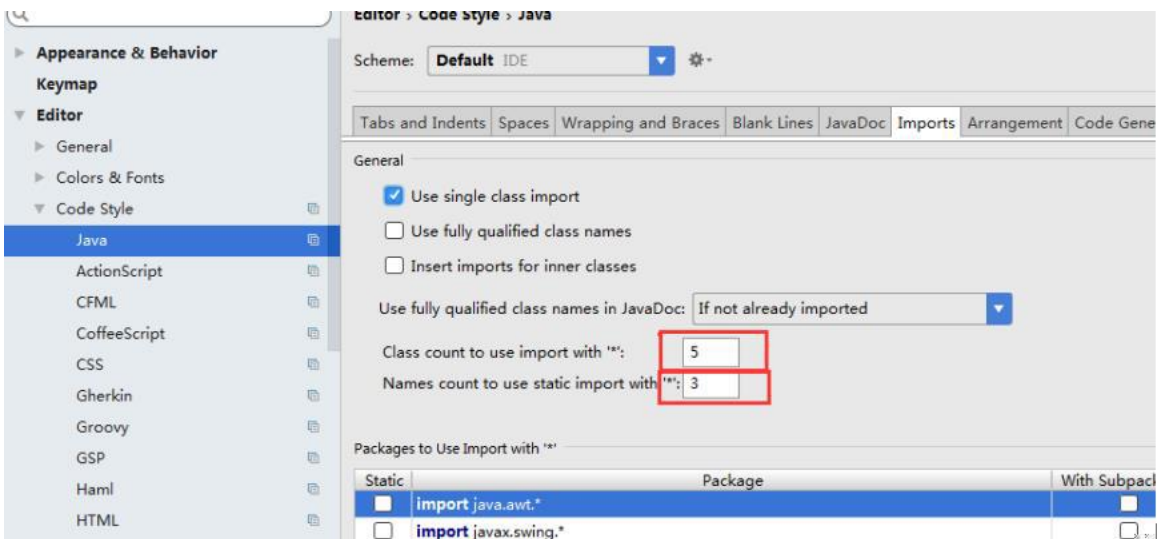 Editor > Code Style > Java
Appearance & Behavior
Keymap
Editor
General
Colors & Fonts
Code Style
Java
ActionScript
CFML
CoffeeScript
CSS
Gherkin
Groovy
GSP
Haml
HTML
Scheme: Default IDE
Tabs and Indents Spaces Wrapping and Braces Blank Lines JavaDoc Imports Arrangement Code Gene
General
Use single class import
Use fully qualified class names
Insert imports for inner classes
Use fully qualified class names in JavaDoc: If not already imported
Class count to use import with '*': 5
Names count to use static import with '*': 3
Packages to Use Import with '*'
Static Package With Subpack
import java.awt.*
import javax.swing.*